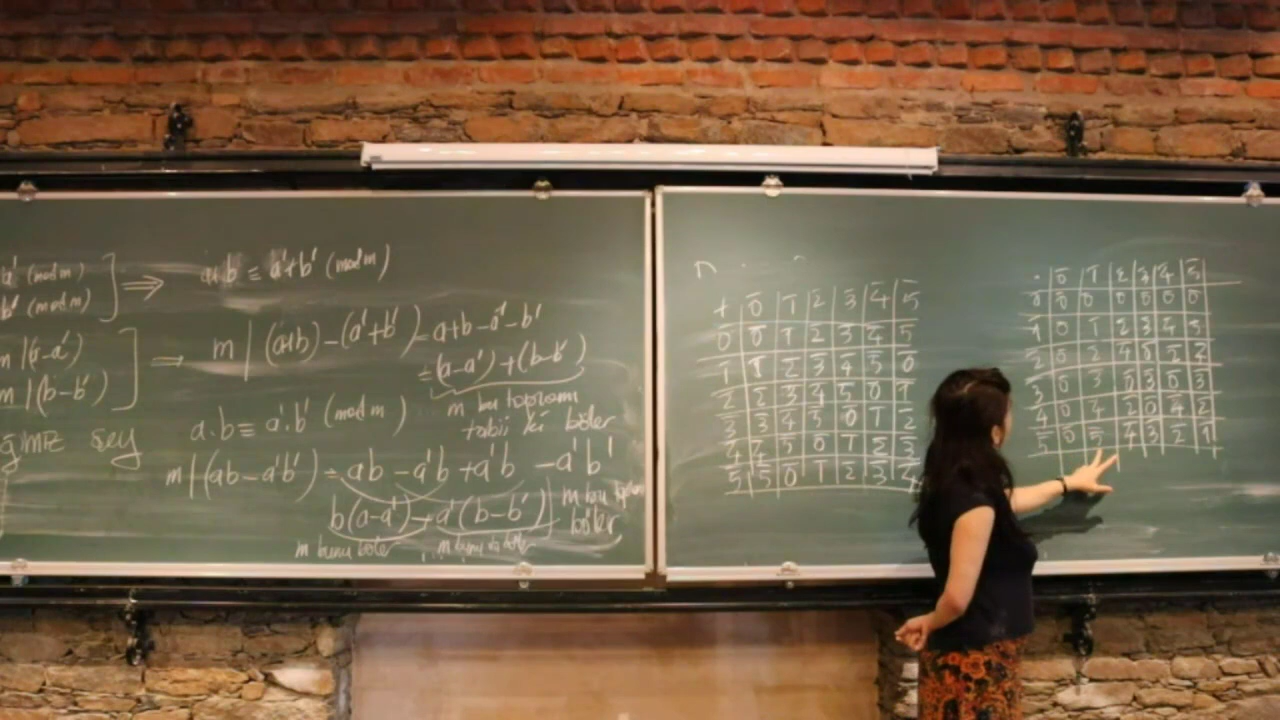 a' (mod m)
b' (mod m) ] ⟹ a+b ≡ a'+b' (mod m)
m | (a-a')
m | (b-b') ] ⟹ m | (a+b) - (a'+b') = a+b-a'-b'
= (a-a') + (b-b')
m bu toplamı
tabii ki böler
a.b ≡ a'.b' (mod m)
şey
m | (ab - a'b') = ab - a'b + a'b - a'b'
b(a-a') + a'(b-b')
m bu
böler
m bunu böler
+ 0̅ 1̅ 2̅ 3̅ 4̅ 5̅
0̅ 0̅ 1̅ 2̅ 3̅ 4̅ 5̅
1̅ 1̅ 2̅ 3̅ 4̅ 5̅ 0̅
2̅ 2̅ 3̅ 4̅ 5̅ 0̅ 1̅
3̅ 3̅ 4̅ 5̅ 0̅ 1̅ 2̅
4̅ 4̅ 5̅ 0̅ 1̅ 2̅ 3̅
5̅ 5̅ 0̅ 1̅ 2̅ 3̅ 4̅
. 0̅ 1̅ 2̅ 3̅ 4̅ 5̅
0̅ 0̅ 0̅ 0̅ 0̅ 0̅ 0̅
1̅ 0̅ 1̅ 2̅ 3̅ 4̅ 5̅
2̅ 0̅ 2̅ 4̅ 0̅ 2̅ 4̅
3̅ 0̅ 3̅ 0̅ 3̅ 0̅ 3̅
4̅ 0̅ 4̅ 2̅ 0̅ 4̅ 2̅
5̅ 0̅ 5̅ 4̅ 3̅ 2̅ 1̅